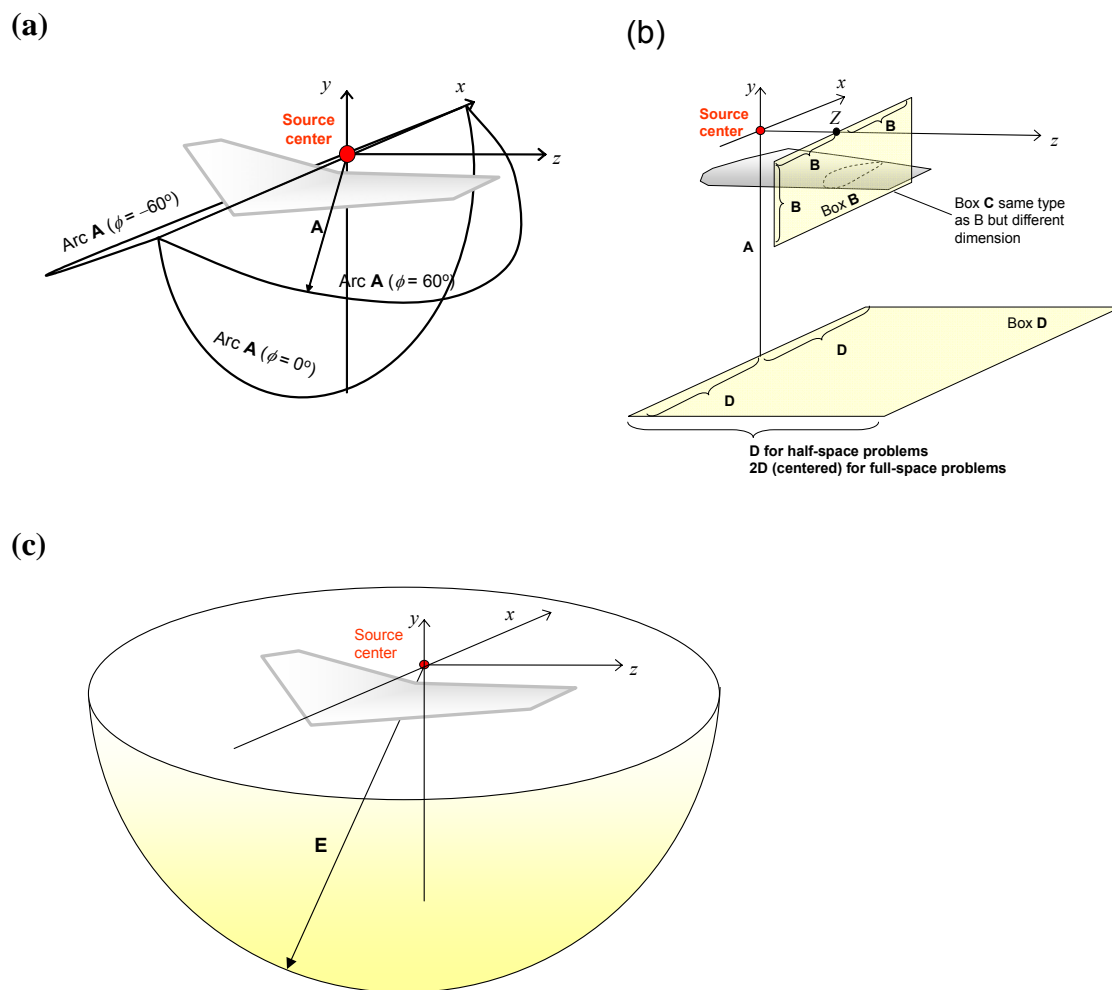 (a)
y
x
Source
center
z
A
Arc A (ϕ = –60º)
Arc A (ϕ = 60º)
Arc A (ϕ = 0º)
(b)
y
x
Source
center
Z
B
z
B
B
Box B
Box C same type
as B but different
dimension
A
Box D
D
D
D for half-space problems
2D (centered) for full-space problems
(c)
y
x
Source
center
z
E